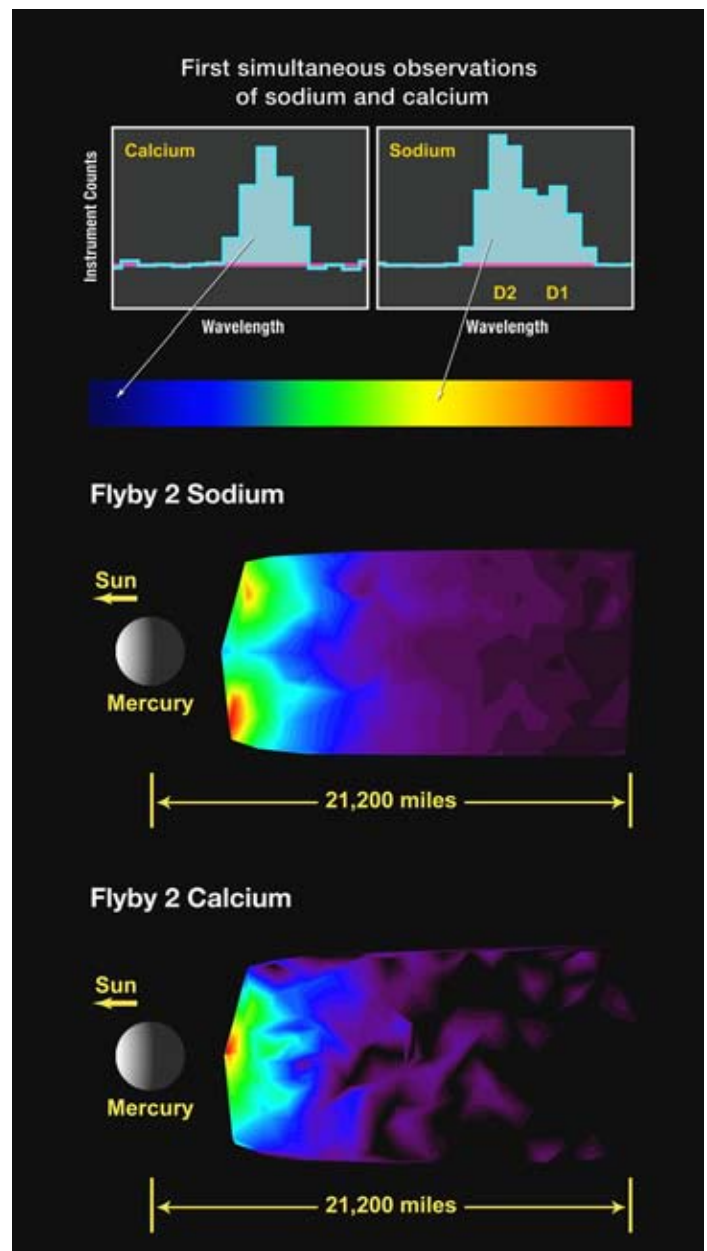 First simultaneous observations
of sodium and calcium
Instrument Counts
Calcium
Sodium
D2 D1
Wavelength
Wavelength
Flyby 2 Sodium
Sun
Mercury
21,200 miles
Flyby 2 Calcium
Sun
Mercury
21,200 miles